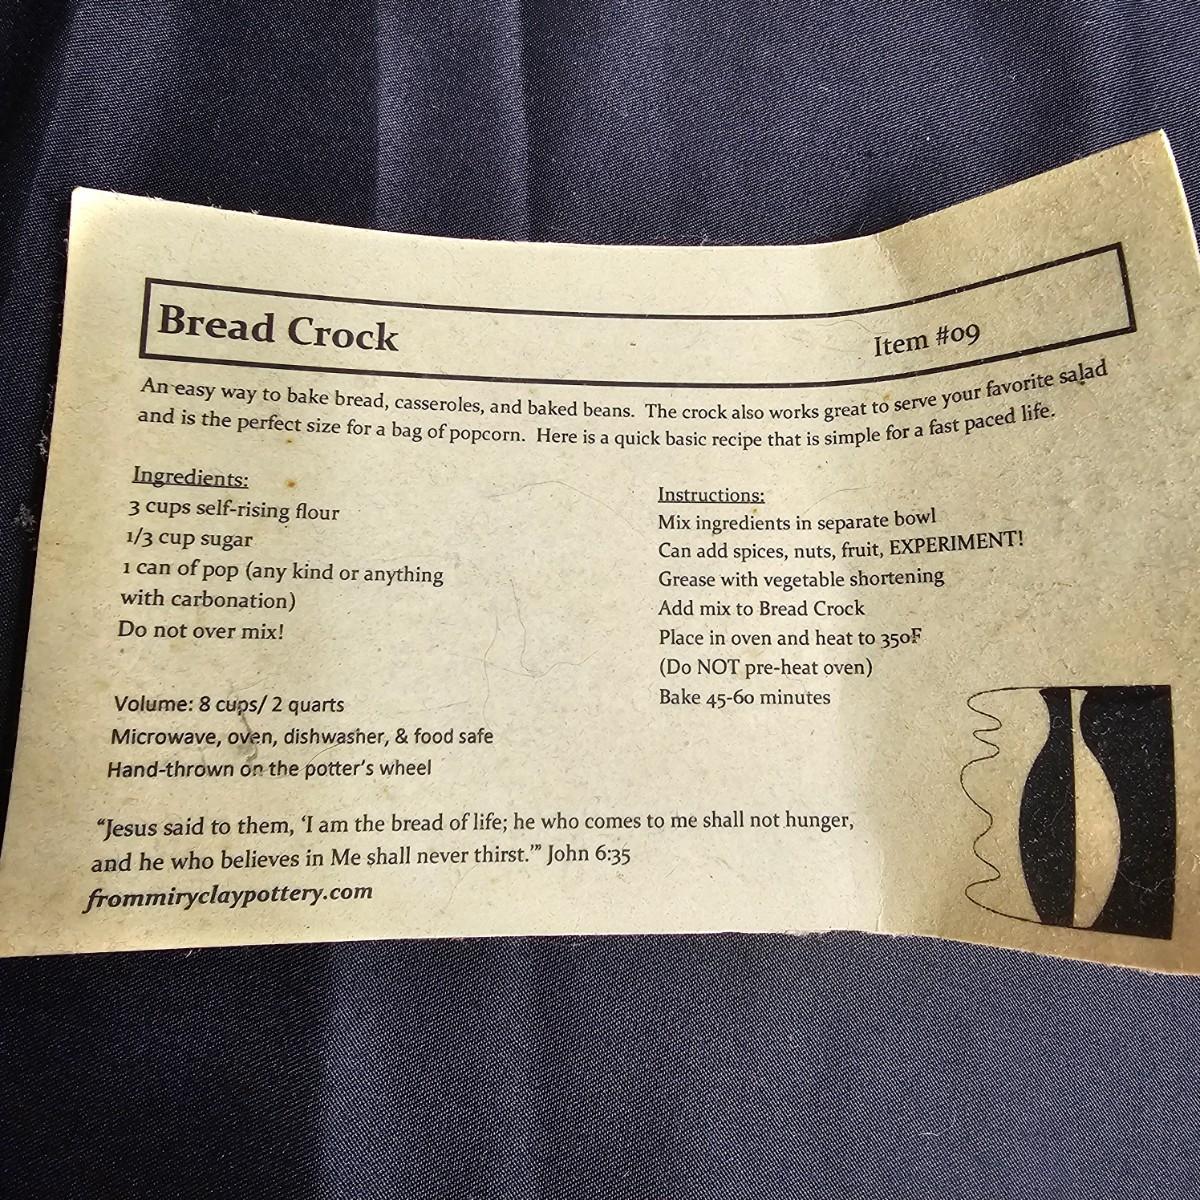 Bread Crock
Item #09
An easy way to bake bread, casseroles, and baked beans. The crock also works great to serve your favorite salad
and is the perfect size for a bag of popcorn. Here is a quick basic recipe that is simple for a fast paced life.
Ingredients:
3 cups self-rising flour
1/3 cup sugar
1 can of pop (any kind or anything
with carbonation)
Do not over mix!
Volume: 8 cups/ 2 quarts
Microwave, oven, dishwasher, & food safe
Hand-thrown on the potter's wheel
Instructions:
Mix ingredients in separate bowl
Can add spices, nuts, fruit, EXPERIMENT!
Grease with vegetable shortening
Add mix to Bread Crock
Place in oven and heat to 350F
(Do NOT pre-heat oven)
Bake 45-60 minutes
"Jesus said to them, 'I am the bread of life; he who comes to me shall not hunger,
and he who believes in Me shall never thirst.'" John 6:35
frommiryclaypottery.com